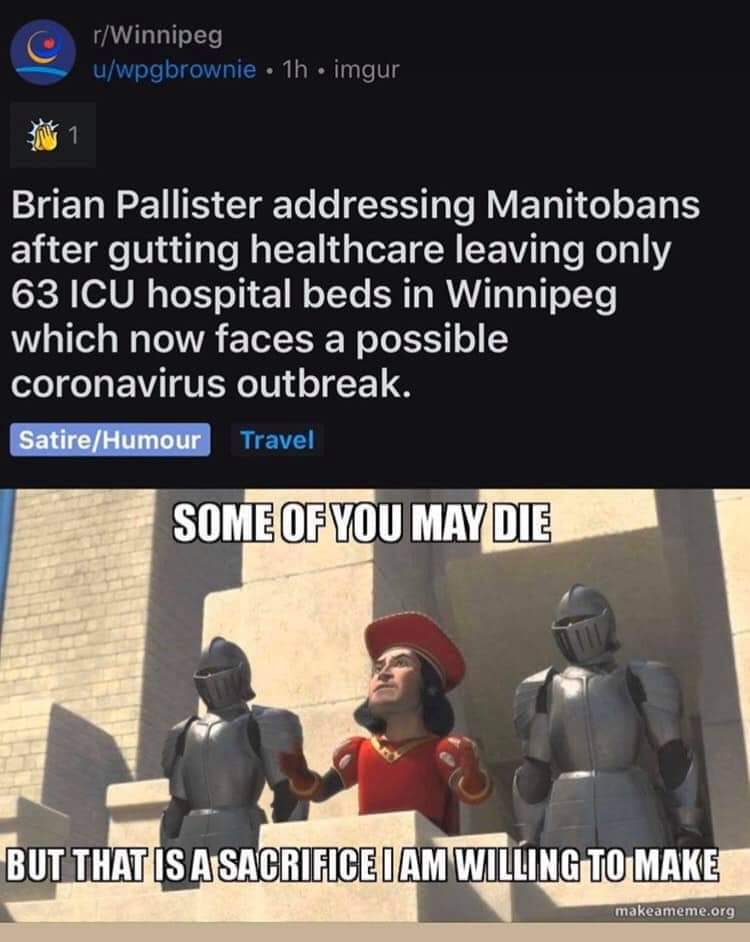 r/Winnipeg
u/wpgbrownie • 1h • imgur
1
Brian Pallister addressing Manitobans
after gutting healthcare leaving only
63 ICU hospital beds in Winnipeg
which now faces a possible
coronavirus outbreak.
Satire/Humour Travel
SOME OF YOU MAY DIE
BUT THAT IS A SACRIFICE I AM WILLING TO MAKE
makeameme.org